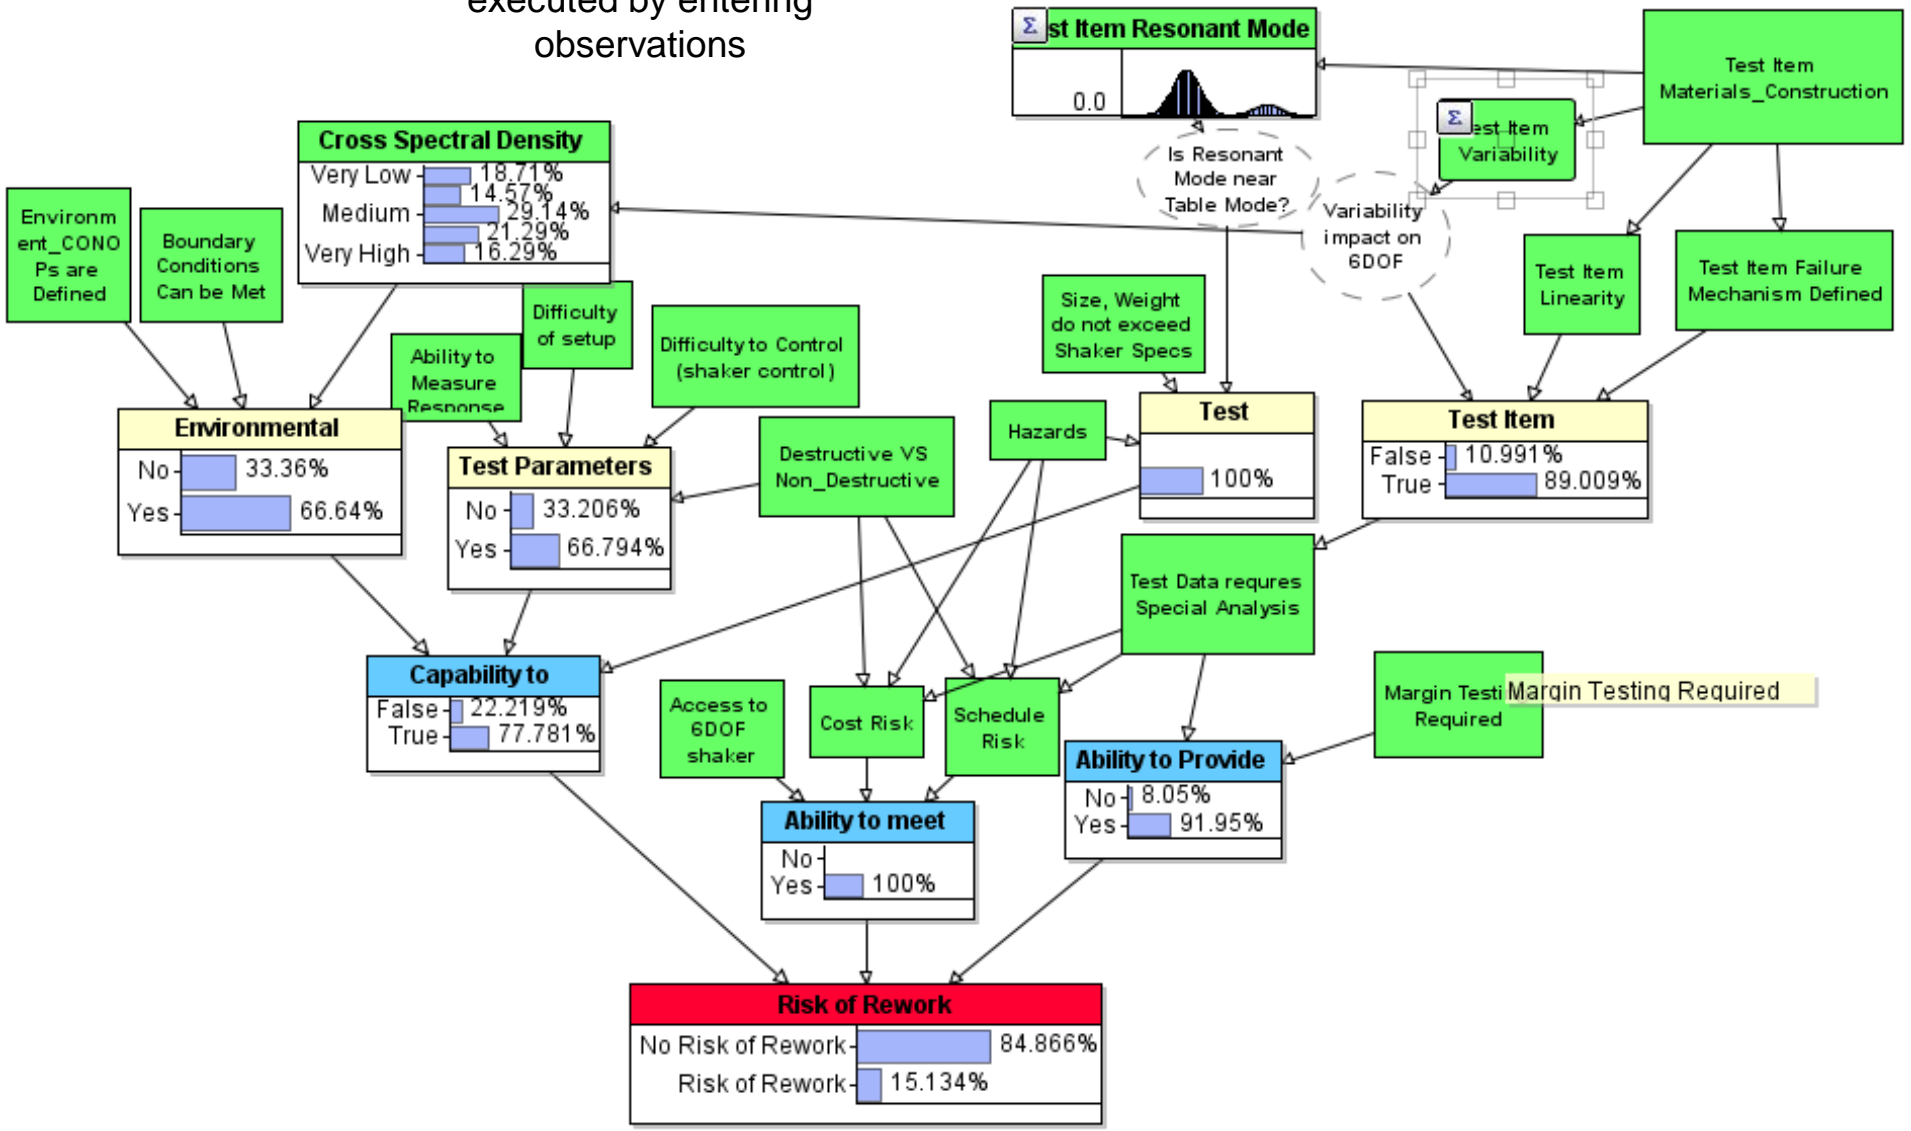 executed by entering
observations
Σ
st Item Resonant Mode
0.0
Test Item
Materials_Construction
Σ
est Item
Variability
Is Resonant
Mode near
Table Mode?
Variability
impact on
6DOF
Cross Spectral Density
Very Low 18.71%
14.57%
Medium 29.14%
21.29%
Very High 16.29%
Environm
ent_CONO
Ps are
Defined
Boundary
Conditions
Can be Met
Ability to
Measure
Response
Difficulty
of setup
Difficulty to Control
(shaker control)
Size, Weight
do not exceed
Shaker Specs
Test Item
Linearity
Test Item Failure
Mechanism Defined
Environmental
No 33.36%
Yes 66.64%
Test Parameters
No 33.206%
Yes 66.794%
Destructive VS
Non_Destructive
Hazards
Test
100%
Test Item
False 10.991%
True 89.009%
Test Data requres
Special Analysis
Capability to
False 22.219%
True 77.781%
Access to
6DOF
shaker
Cost Risk
Schedule
Risk
Ability to Provide
No 8.05%
Yes 91.95%
Margin Testi
Required
Margin Testing Required
Ability to meet
No
Yes 100%
Risk of Rework
No Risk of Rework 84.866%
Risk of Rework 15.134%